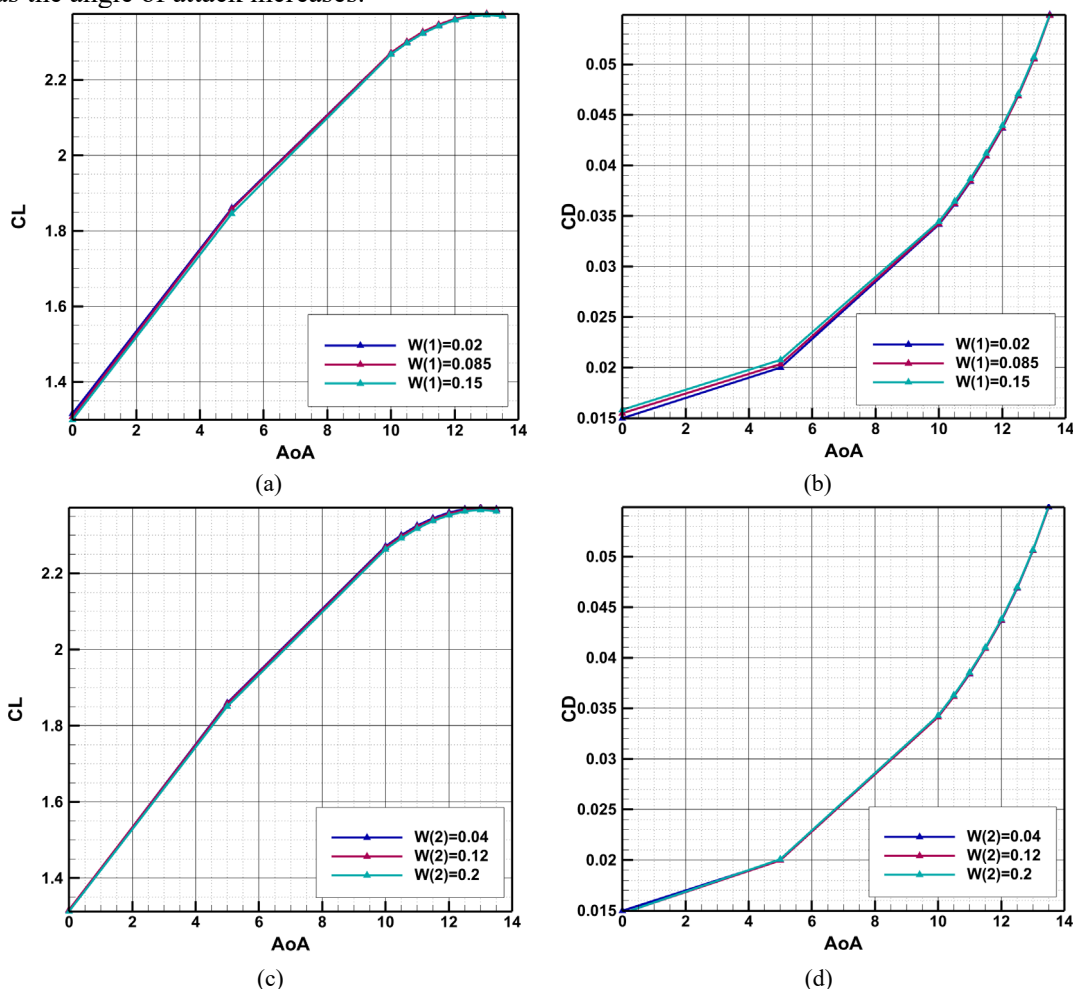 as the angle of attack increases.
2.2
2
1.8
1.6
1.4
CL
0 2 4 6 8 10 12 14
AoA
W(1)=0.02
W(1)=0.085
W(1)=0.15
(a)
0.05
0.045
0.04
0.035
0.03
0.025
0.02
0.015
CD
0 2 4 6 8 10 12 14
AoA
W(1)=0.02
W(1)=0.085
W(1)=0.15
(b)
2.2
2
1.8
1.6
1.4
CL
0 2 4 6 8 10 12 14
AoA
W(2)=0.04
W(2)=0.12
W(2)=0.2
(c)
0.05
0.045
0.04
0.035
0.03
0.025
0.02
0.015
CD
0 2 4 6 8 10 12 14
AoA
W(2)=0.04
W(2)=0.12
W(2)=0.2
(d)